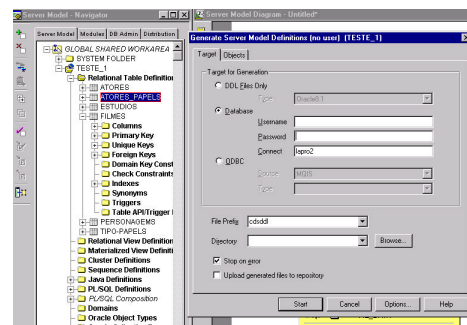 Server Model - Navigator
Server Model Diagram - Untitled*
Server Model
Modules
DB Admin
Distribution
GLOBAL SHARED WORKAREA
SYSTEM FOLDER
TESTE_1
Relational Table Definition
ATORES
ATORES_PAPELS
ESTUDIOS
FILMES
Columns
Primary Key
Unique Keys
Foreign Keys
Domain Key Const
Check Constraints
Indexes
Synonyms
Triggers
Table API/Trigger
PERSONAGEMS
TIPO-PAPELS
Relational View Definition
Materialized View Definiti
Cluster Definitions
Sequence Definitions
Java Definitions
PL/SQL Definitions
PL/SQL Composition
Domains
Oracle Object Types
Generate Server Model Definitions (no user) (TESTE_1)
Target
Objects
Target for Generation
DDL Files Only
Type
Oracle8.1
Database
Username
Password
Connect
lapro2
ODBC
Source
MQIS
Type
File Prefix
cdsddl
Directory
Browse...
Stop on error
Upload generated files to repository
Start
Cancel
Options...
Help